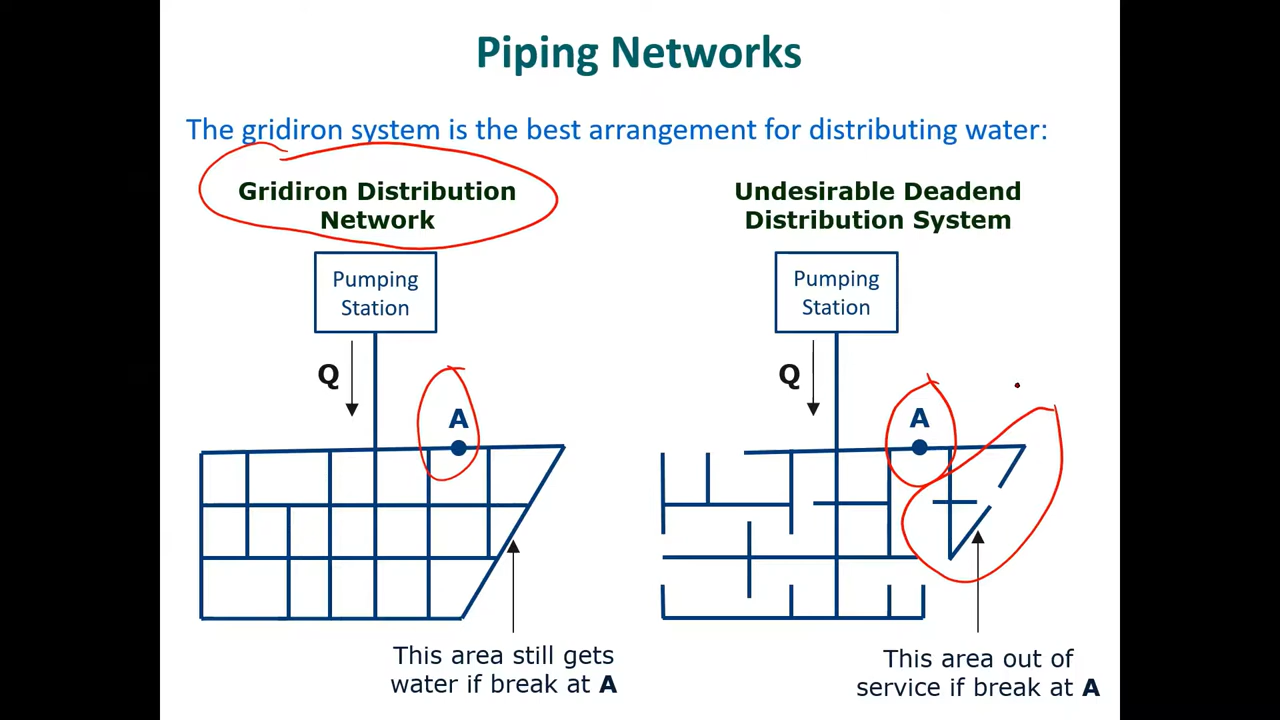 Piping Networks
The gridiron system is the best arrangement for distributing water:
Gridiron Distribution
Network
Pumping
Station
Q
A
This area still gets
water if break at A
Undesirable Deadend
Distribution System
Pumping
Station
Q
A
This area out of
service if break at A